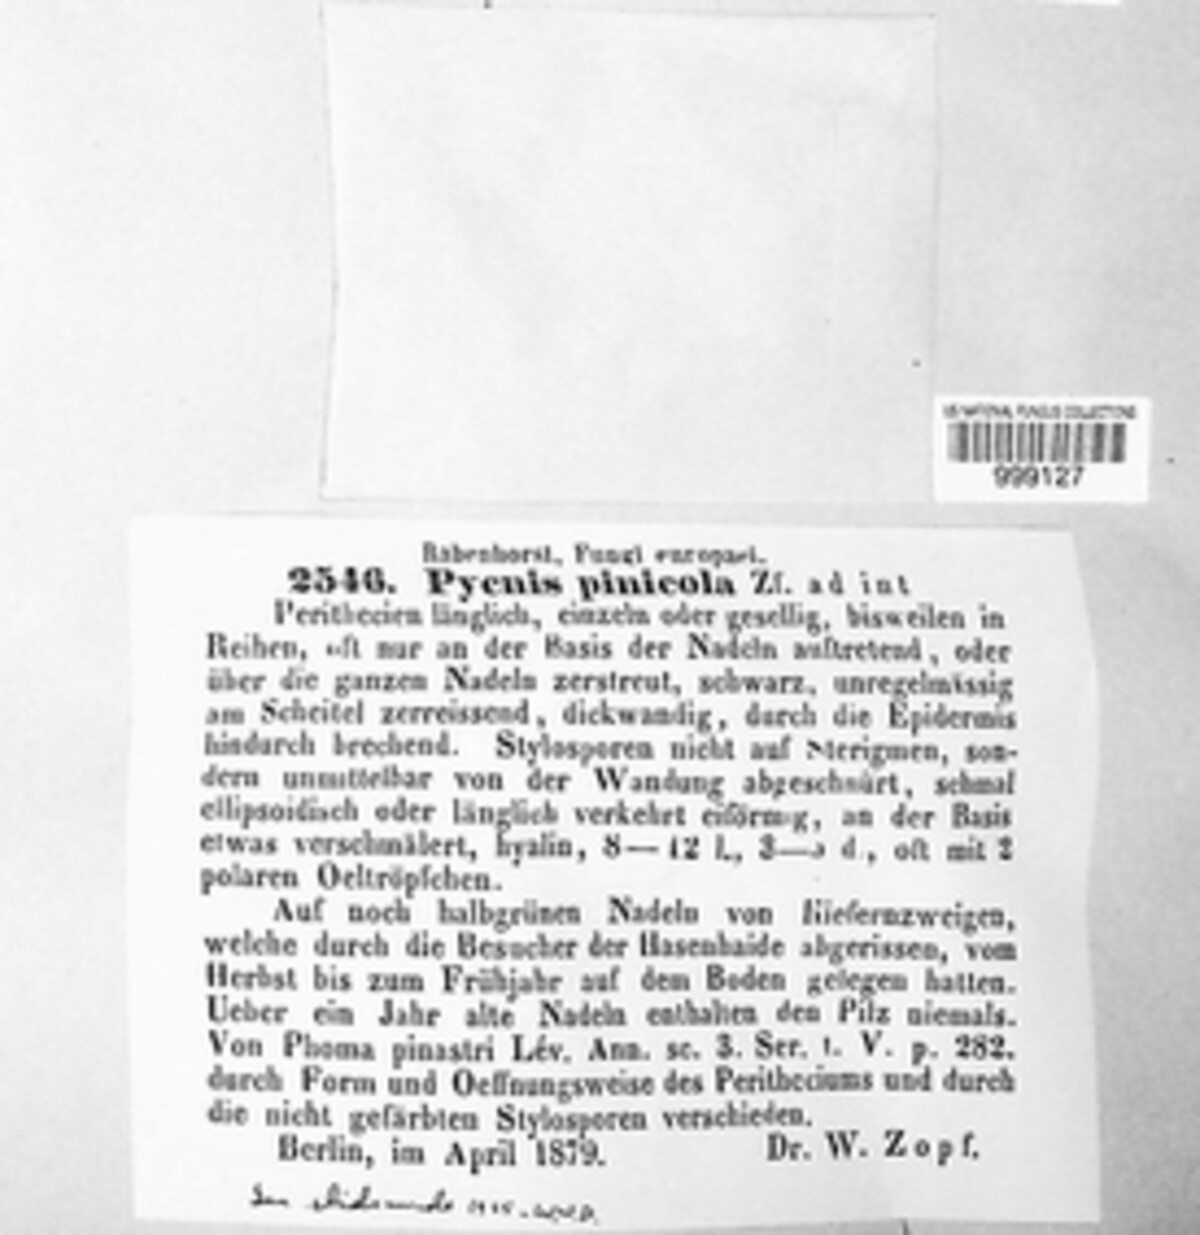 US NATIONAL FUNGUS COLLECTIONS
999127
Rabenhorst, Fungi europaei.
2546. Pycnis pinicola Zf. ad int
Perithecien länglich, einzeln oder gesellig, bisweilen in
Reihen, oft nur an der Basis der Nadeln auftretend, oder
über die ganzen Nadeln zerstreut, schwarz, unregelmässig
am Scheitel zerreissend, dickwandig, durch die Epidermis
hindurch brechend. Stylosporen nicht auf Sterigmen, son-
dern unmittelbar von der Wandung abgeschnürt, schmal
ellipsoidisch oder länglich verkehrt eiförmig, an der Basis
etwas verschmälert, hyalin, 8—12 l., d., oft mit 2
polaren Oeltröpfchen.
Auf noch halbgrünen Nadeln von Kiefernzweigen,
welche durch die Besucher der Hasenhaide abgerissen, vom
Herbst bis zum Frühjahr auf dem Boden gelegen hatten.
Ueber ein Jahr alte Nadeln enthalten den Pilz niemals.
Von Phoma pinastri Lév. Ann. sc. 3. Ser. t. V. p. 282.
durch Form und Oeffnungsweise des Peritheciums und durch
die nicht gefärbten Stylosporen verschieden.
Berlin, im April 1879. Dr. W. Zopf.